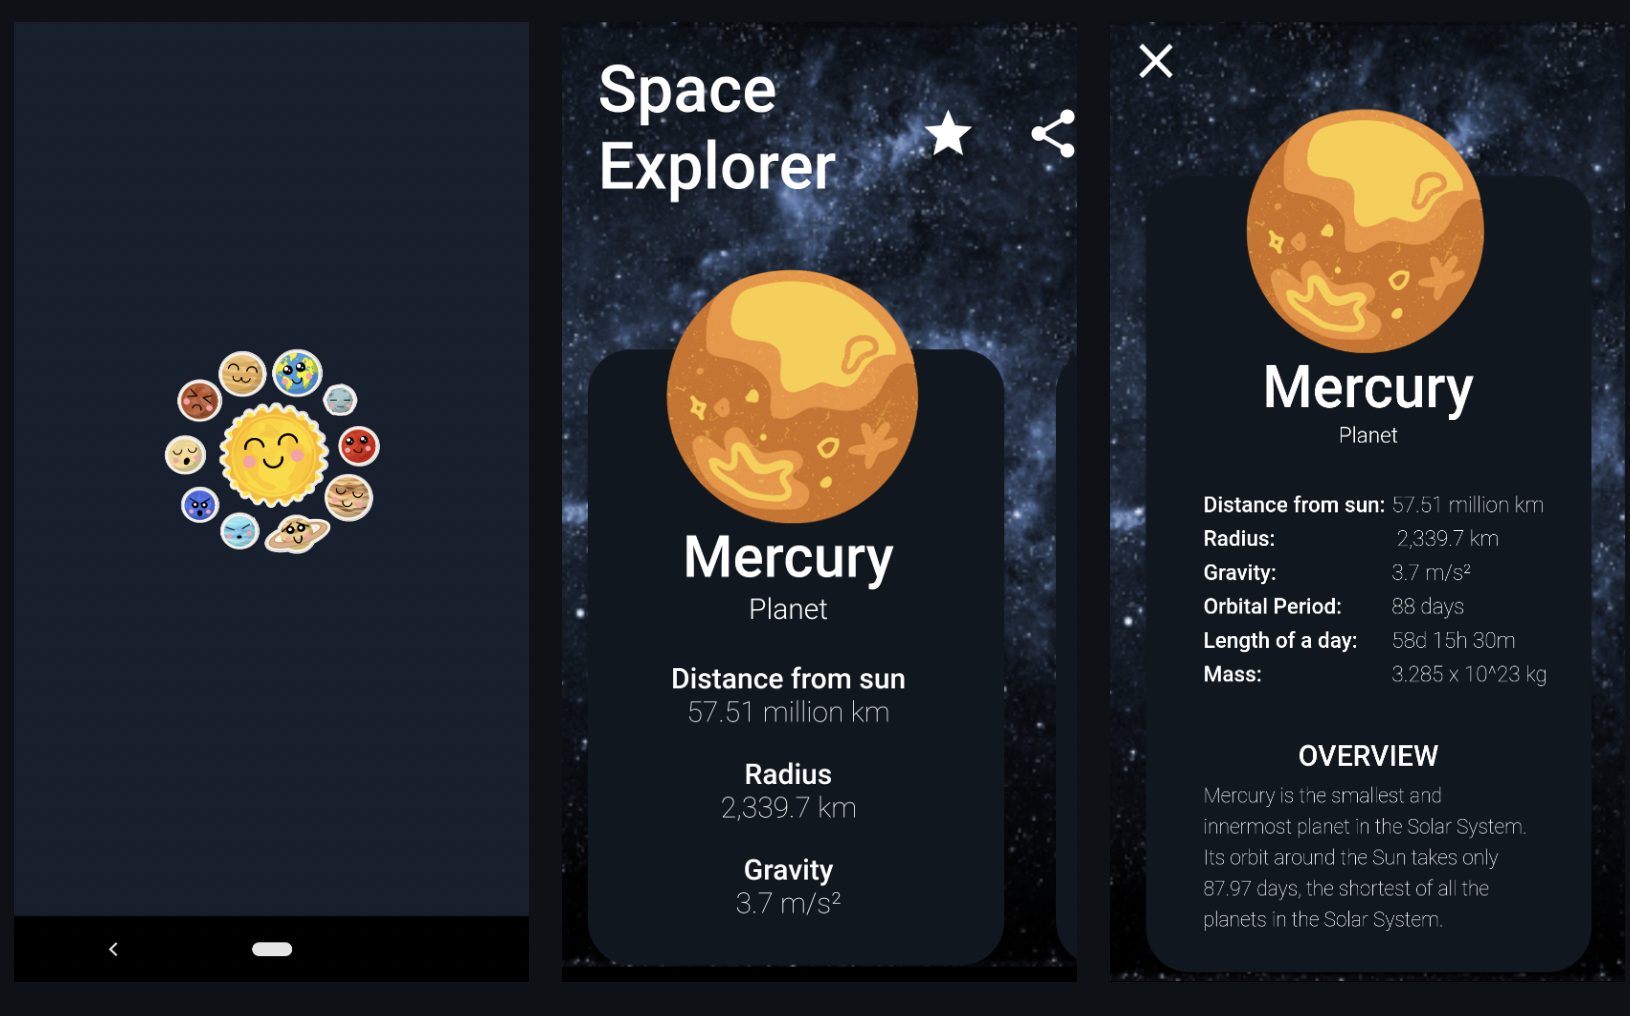 Space
Explorer
Mercury
Planet
Distance from sun
57.51 million km
Radius
2,339.7 km
Gravity
3.7 m/s²
Mercury
Planet
Distance from sun: 57.51 million km
Radius: 2,339.7 km
Gravity: 3.7 m/s²
Orbital Period: 88 days
Length of a day: 58d 15h 30m
Mass: 3.285 x 10^23 kg
OVERVIEW
Mercury is the smallest and
innermost planet in the Solar System.
Its orbit around the Sun takes only
87.97 days, the shortest of all the
planets in the Solar System.